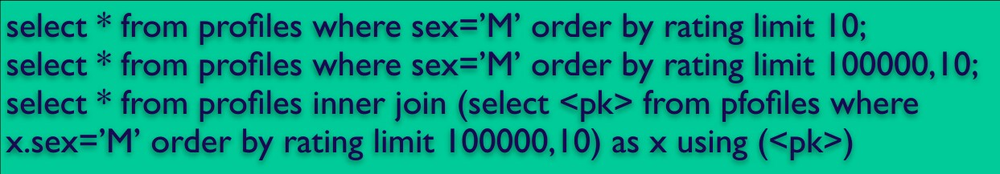 select * from profiles where sex=’M’ order by rating limit 10;
select * from profiles where sex=’M’ order by rating limit 100000,10;
select * from profiles inner join (select <pk> from pfofiles where
x.sex=’M’ order by rating limit 100000,10) as x using (<pk>)